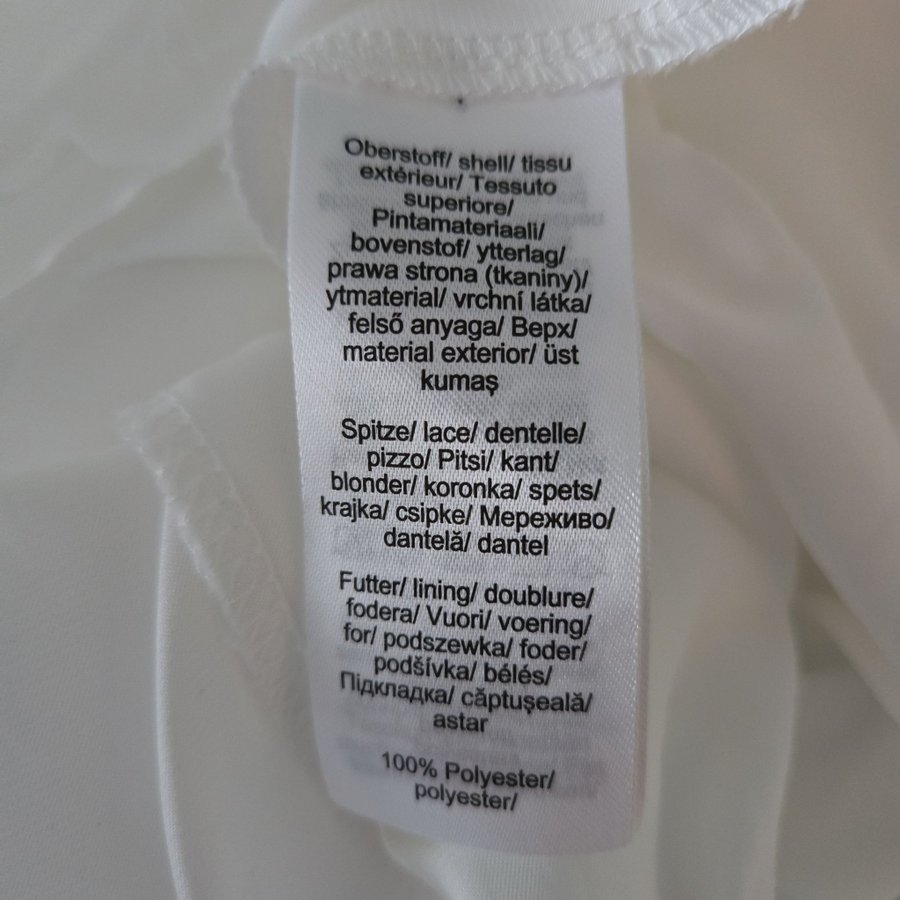 Oberstoff/ shell/ tissu
extérieur/ Tessuto
superiore/
Pintamateriaali/
bovenstof/ ytterlag/
prawa strona (tkaniny)/
ytmaterial/ vrchní látka/
felső anyaga/ Верх/
material exterior/ üst
kumaş
Spitze/ lace/ dentelle/
pizzo/ Pitsi/ kant/
blonder/ koronka/ spets/
krajka/ csipke/ Мереживо/
dantelă/ dantel
Futter/ lining/ doublure/
fodera/ Vuori/ voering/
for/ podszewka/ foder/
podšívka/ bélés/
Підкладка/ căptuşeală/
astar
100% Polyester/
polyester/